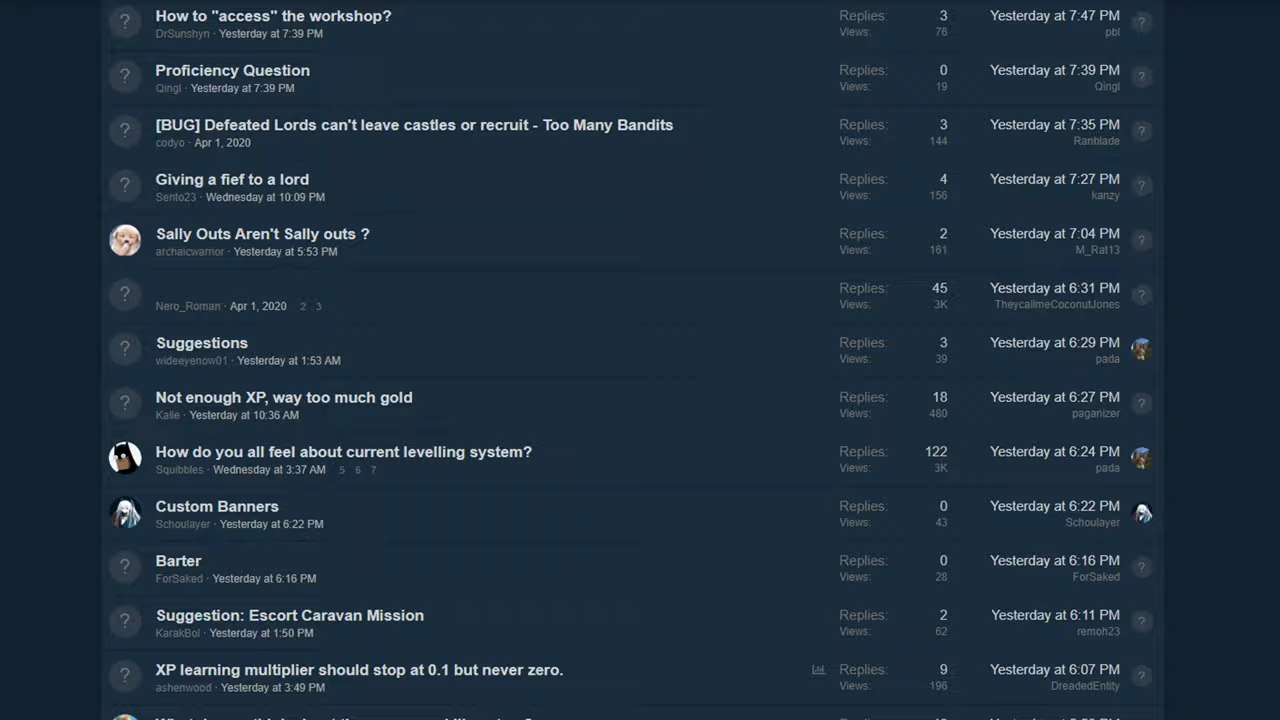 How to "access" the workshop?
Replies: 3
Yesterday at 7:47 PM
DrSunshyn · Yesterday at 7:39 PM
Views: 76
pbl
Proficiency Question
Replies: 0
Yesterday at 7:39 PM
Qingl · Yesterday at 7:39 PM
Views: 19
Qingl
[BUG] Defeated Lords can't leave castles or recruit - Too Many Bandits
Replies: 3
Yesterday at 7:35 PM
codyo · Apr 1, 2020
Views: 144
Ranblade
Giving a fief to a lord
Replies: 4
Yesterday at 7:27 PM
Sento23 · Wednesday at 10:09 PM
Views: 156
kanzy
Sally Outs Aren't Sally outs ?
Replies: 2
Yesterday at 7:04 PM
archaicwarrior · Yesterday at 5:53 PM
Views: 161
M_Rat13
Replies: 45
Yesterday at 6:31 PM
Nero_Roman · Apr 1, 2020 2 3
Views: 3K
TheycallmeCoconutJones
Suggestions
Replies: 3
Yesterday at 6:29 PM
wideeyenow01 · Yesterday at 1:53 AM
Views: 39
pada
Not enough XP, way too much gold
Replies: 18
Yesterday at 6:27 PM
Kalle · Yesterday at 10:36 AM
Views: 480
paganizer
How do you all feel about current levelling system?
Replies: 122
Yesterday at 6:24 PM
Squibbles · Wednesday at 3:37 AM 5 6 7
Views: 3K
pada
Custom Banners
Replies: 0
Yesterday at 6:22 PM
Schoulayer · Yesterday at 6:22 PM
Views: 43
Schoulayer
Barter
Replies: 0
Yesterday at 6:16 PM
ForSaked · Yesterday at 6:16 PM
Views: 28
ForSaked
Suggestion: Escort Caravan Mission
Replies: 2
Yesterday at 6:11 PM
KarakBol · Yesterday at 1:50 PM
Views: 62
remoh23
XP learning multiplier should stop at 0.1 but never zero.
Replies: 9
Yesterday at 6:07 PM
ashenwood · Yesterday at 3:49 PM
Views: 196
DreadedEntity